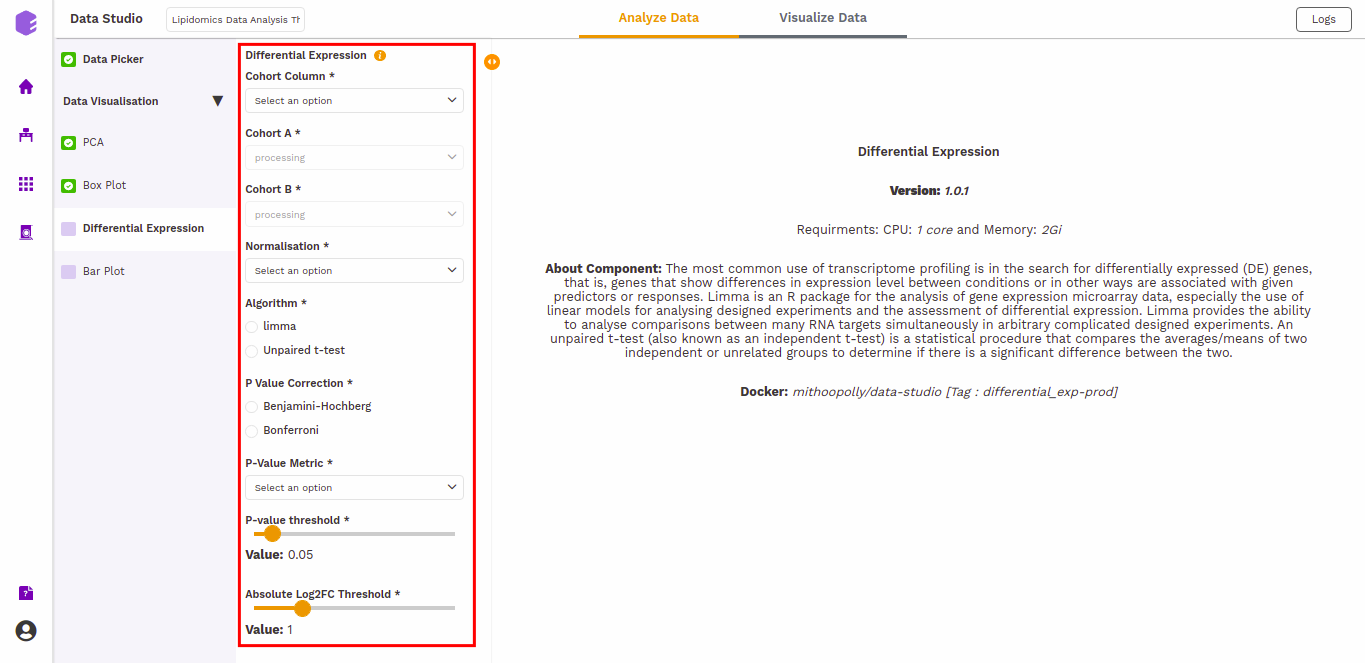 Data Studio
Lipidomics Data Analysis Th
Analyze Data
Visualize Data
Logs
Data Picker
Data Visualisation
PCA
Box Plot
Differential Expression
Bar Plot
Differential Expression
Cohort Column *
Select an option
Cohort A *
processing
Cohort B *
processing
Normalisation *
Select an option
Algorithm *
limma
Unpaired t-test
P Value Correction *
Benjamini-Hochberg
Bonferroni
P-Value Metric *
Select an option
P-value threshold *
Value: 0.05
Absolute Log2FC Threshold *
Value: 1
Differential Expression
Version: 1.0.1
Requirments: CPU: 1 core and Memory: 2Gi
About Component: The most common use of transcriptome profiling is in the search for differentially expressed (DE) genes,
that is, genes that show differences in expression level between conditions or in other ways are associated with given
predictors or responses. Limma is an R package for the analysis of gene expression microarray data, especially the use of
linear models for analysing designed experiments and the assessment of differential expression. Limma provides the ability
to analyse comparisons between many RNA targets simultaneously in arbitrary complicated designed experiments. An
unpaired t-test (also known as an independent t-test) is a statistical procedure that compares the averages/means of two
independent or unrelated groups to determine if there is a significant difference between the two.
Docker: mithoopolly/data-studio [Tag : differential_exp-prod]